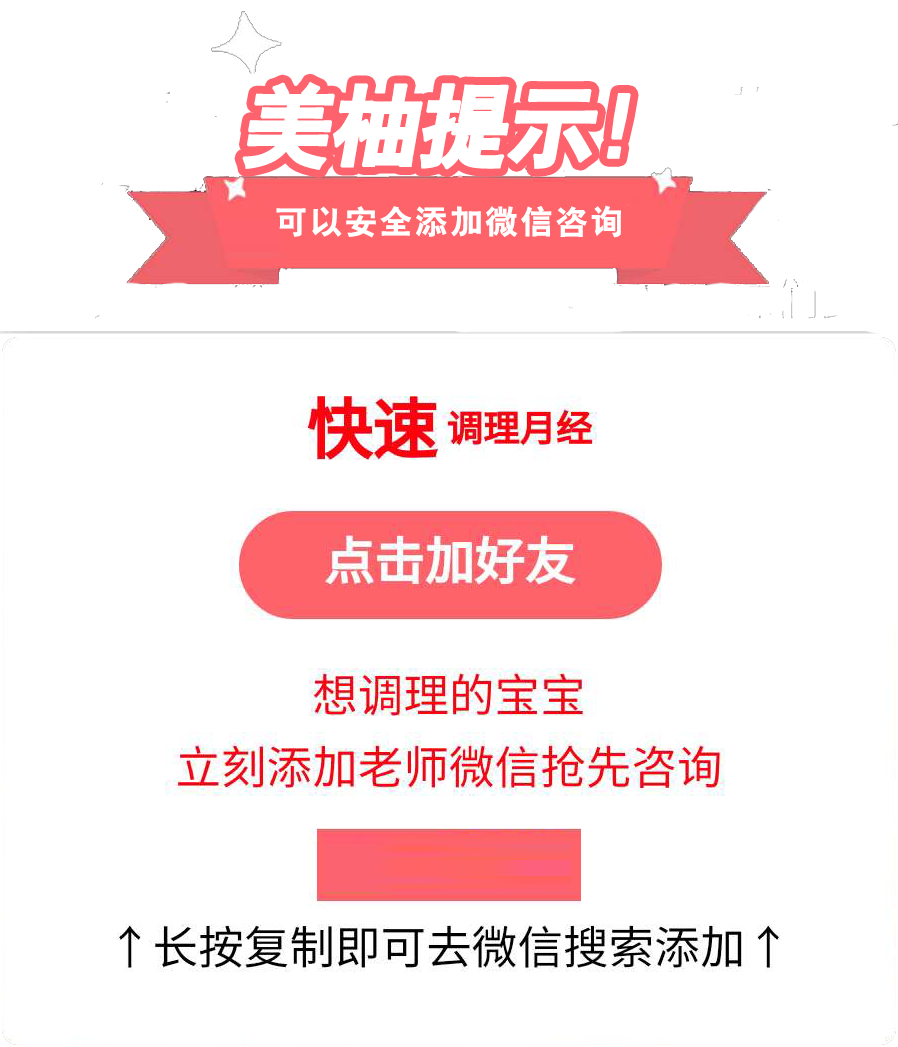 美柚提示!
可以安全添加微信咨询
快速 调理月经
点击加好友
想调理的宝宝
立刻添加老师微信抢先咨询
↑长按复制即可去微信搜索添加↑